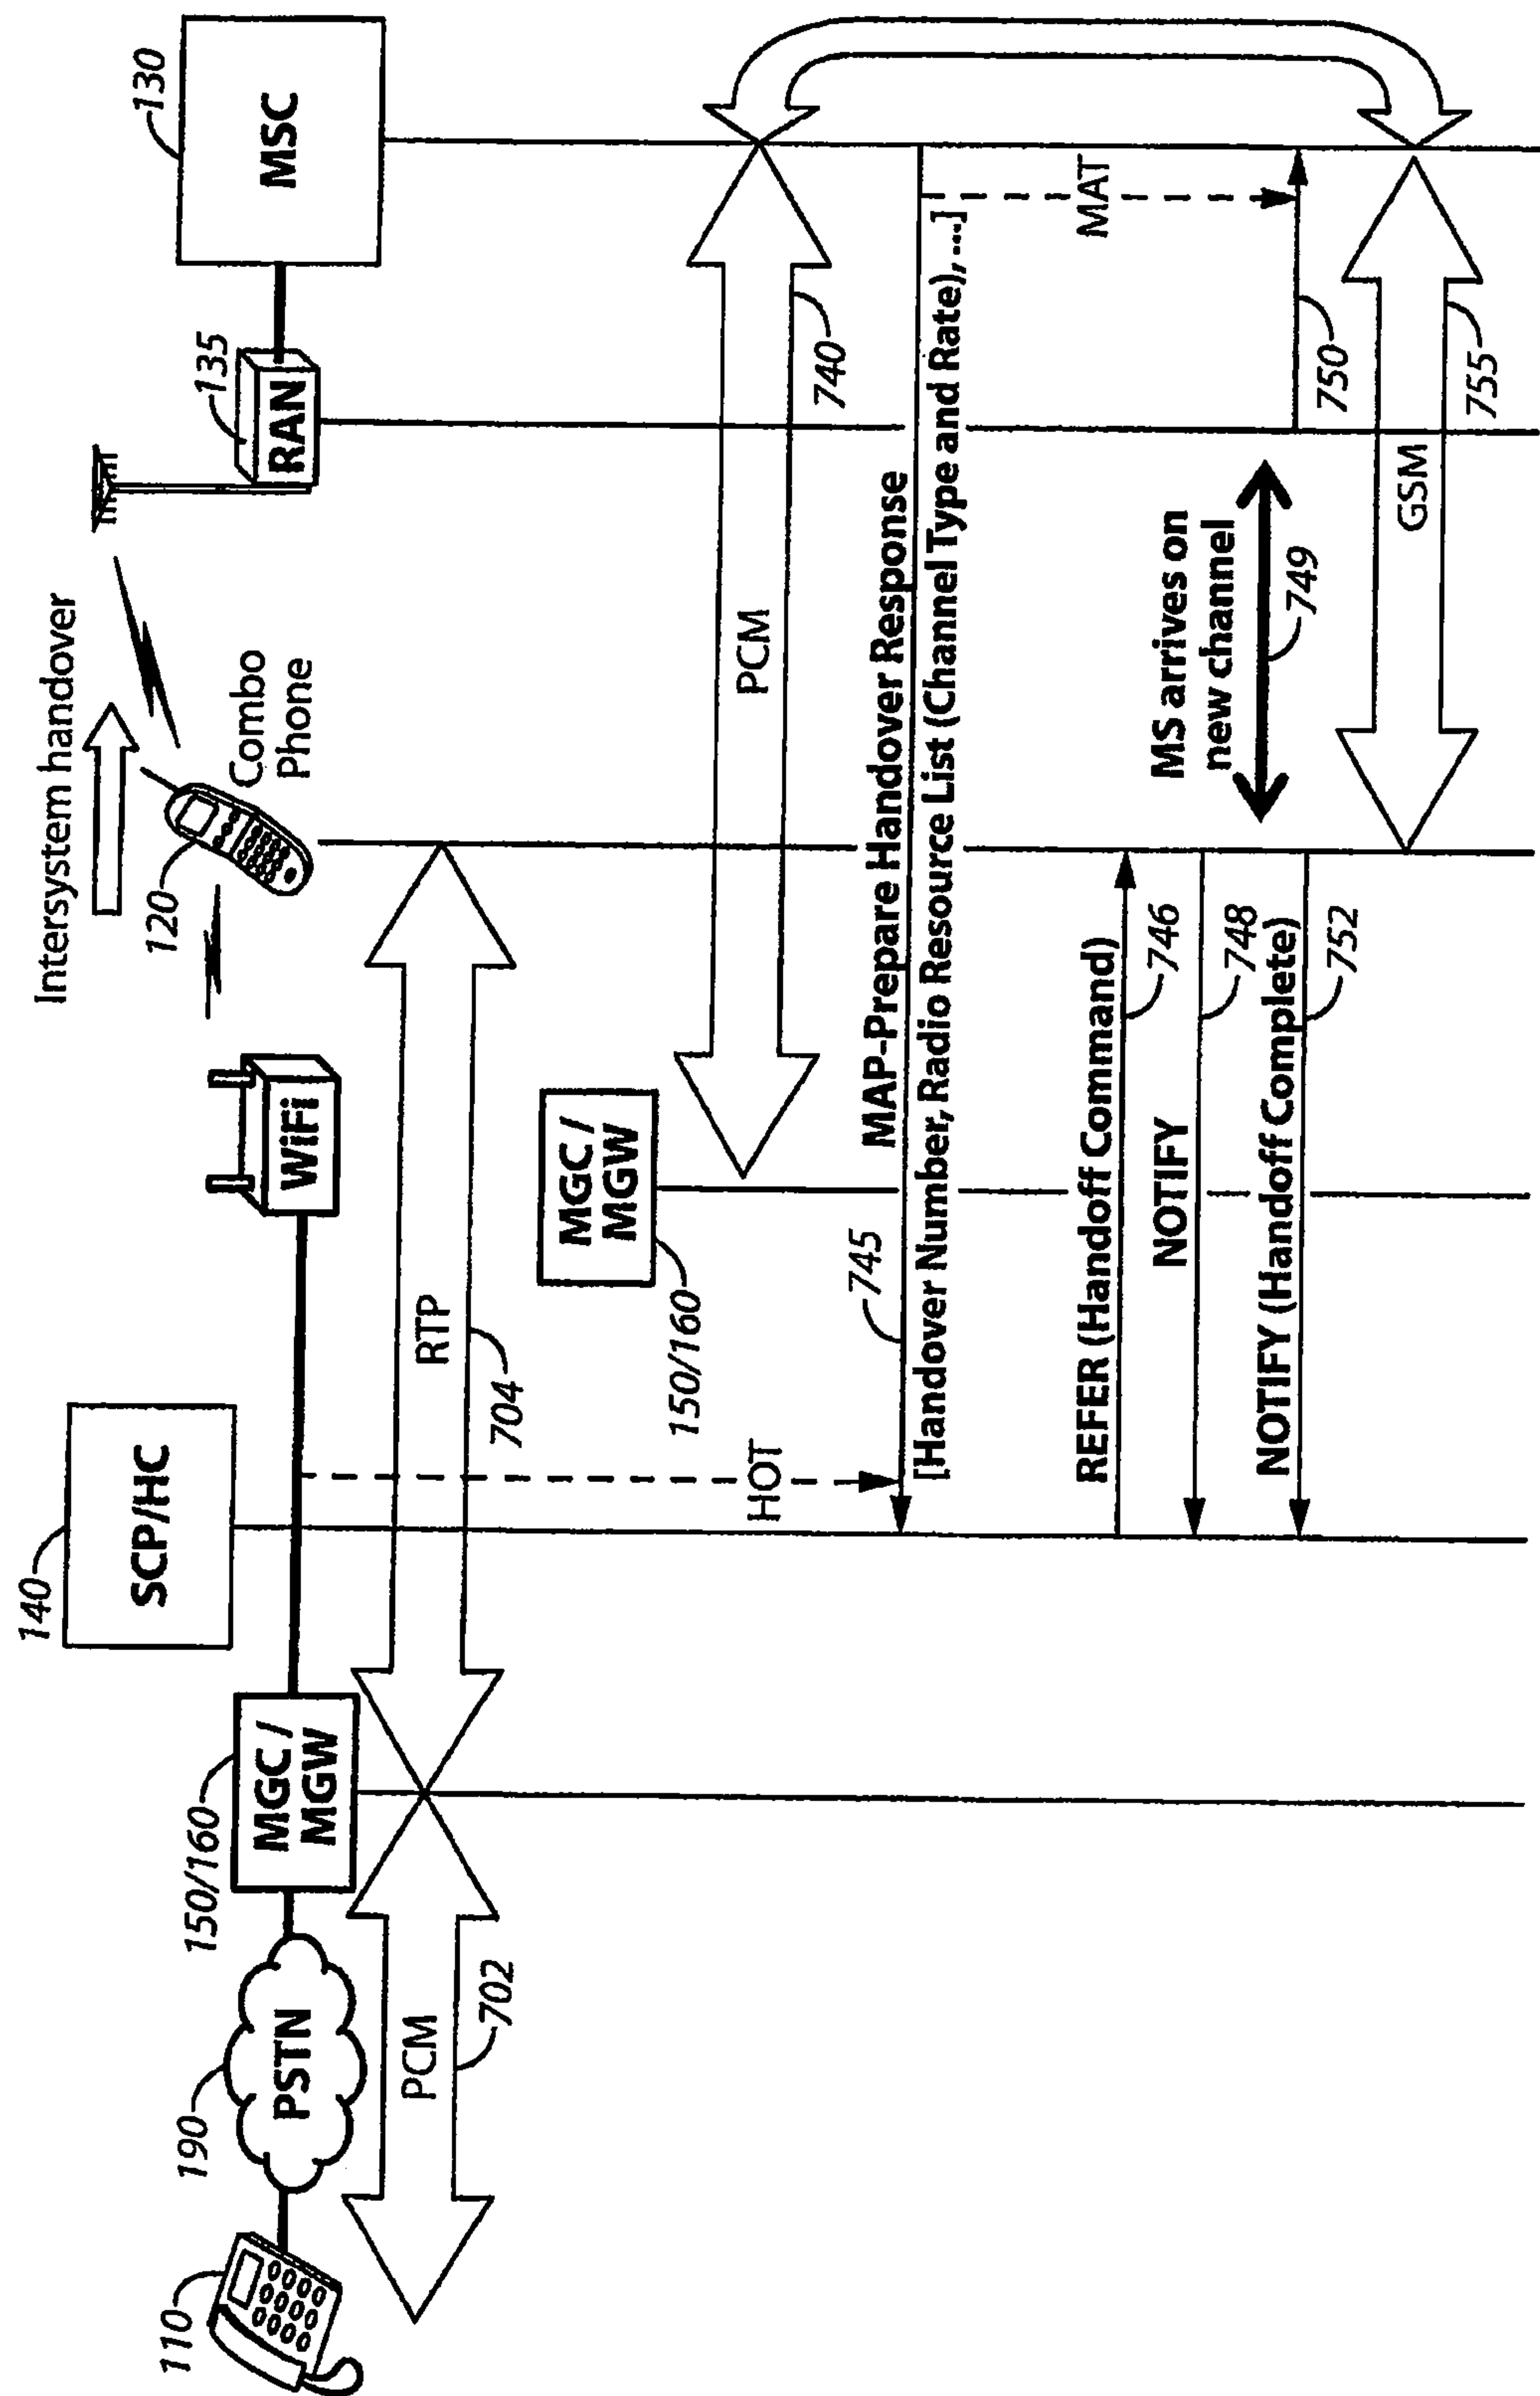 Intersystem handover
140
SCP/HC
130
MSC
135
RAN
120
Combo
Phone
WiFi
150/160
MGC /
MGW
190
PSTN
110
PCM
702
RTP
704
MGC /
MGW
150/160
PCM
740
HOT
745
MAP-Prepare Handover Response
[Handover Number, Radio Resource List (Channel Type and Rate), ...]
MAT
REFER (Handoff Command)
746
NOTIFY
748
MS arrives on
new channel
749
NOTIFY (Handoff Complete)
752
750
GSM
755